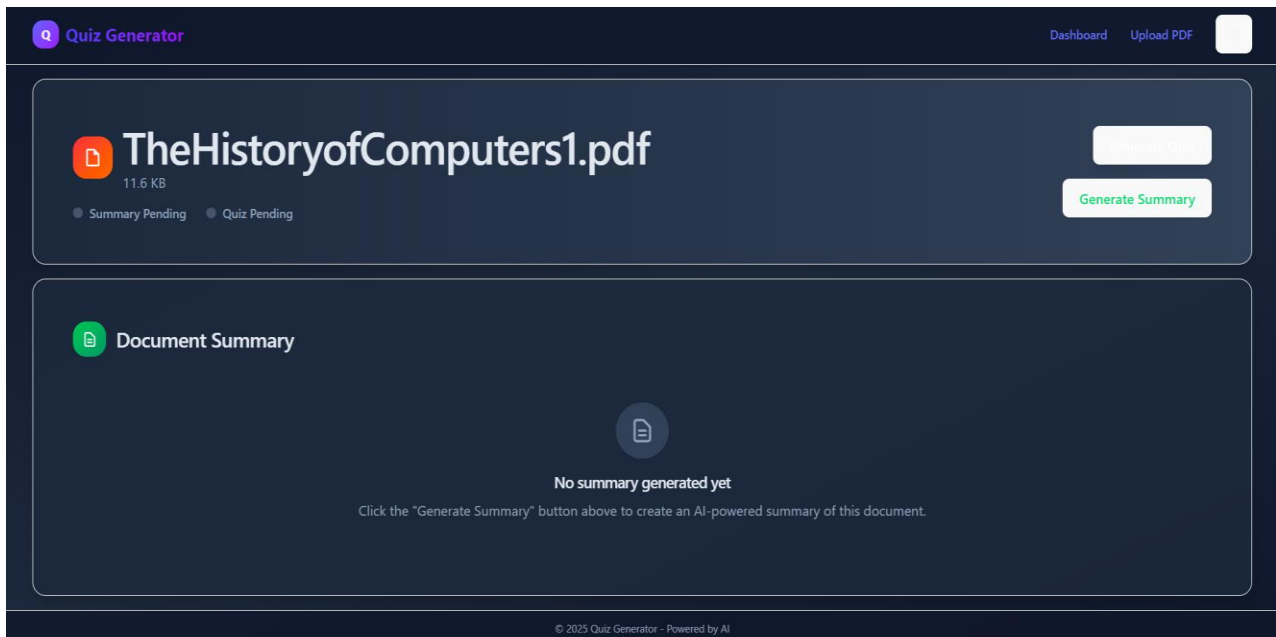 Q Quiz Generator
Dashboard Upload PDF
TheHistoryofComputers1.pdf
11.6 KB
Summary Pending Quiz Pending
Generate Quiz
Generate Summary
Document Summary
No summary generated yet
Click the "Generate Summary" button above to create an AI-powered summary of this document.
© 2025 Quiz Generator - Powered by AI